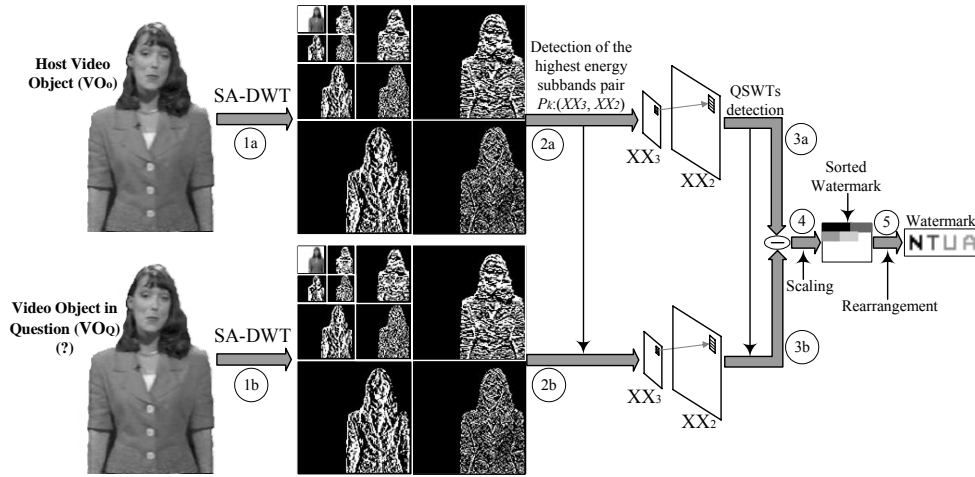 Host Video
Object (VOo)
SA-DWT
1a
Detection of the
highest energy
subbands pair
Pk:(XX3, XX2)
2a
XX3
XX2
QSWTs
detection
3a
Sorted
Watermark
4
5
Watermark
NTUA
Scaling
Rearrangement
Video Object in
Question (VOQ)
(?)
SA-DWT
1b
2b
XX3
XX2
3b